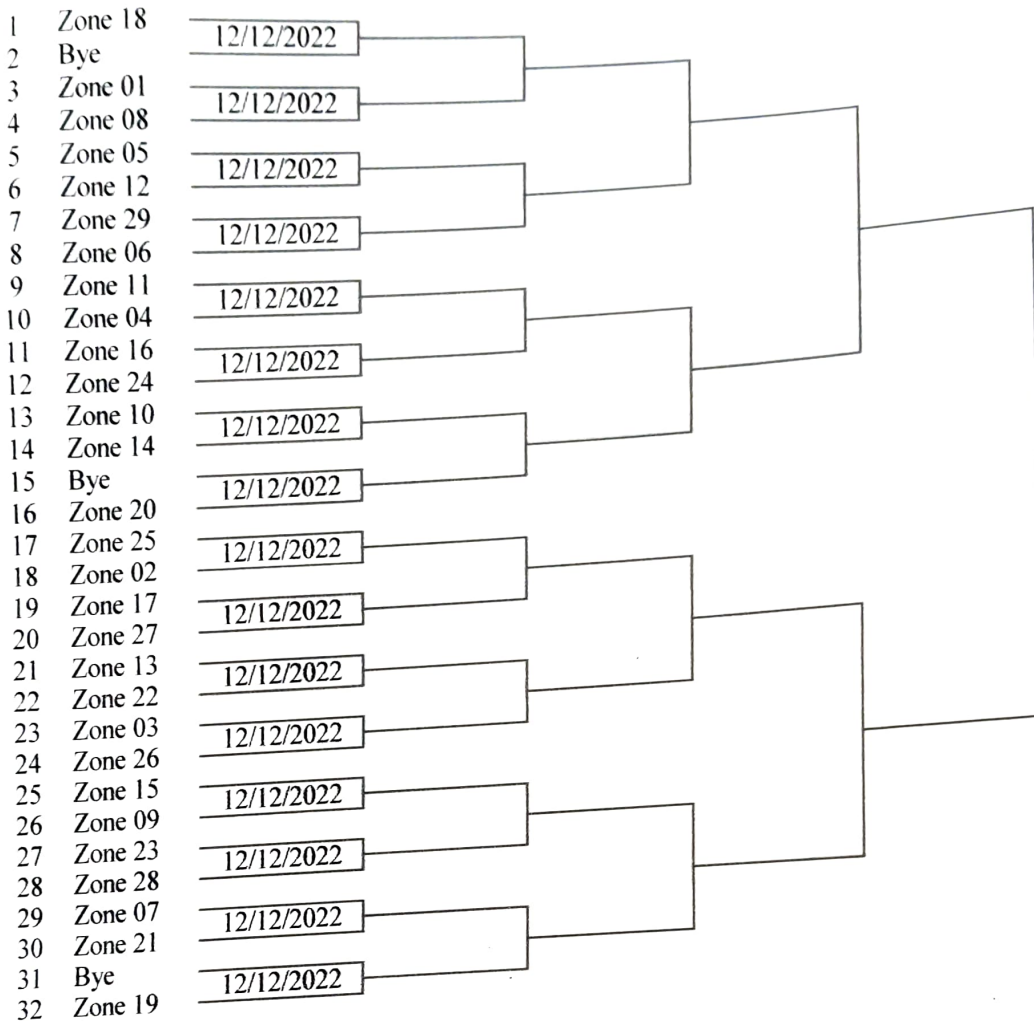 1 Zone 18
12/12/2022
2 Bye
3 Zone 01
12/12/2022
4 Zone 08
5 Zone 05
12/12/2022
6 Zone 12
7 Zone 29
12/12/2022
8 Zone 06
9 Zone 11
12/12/2022
10 Zone 04
11 Zone 16
12/12/2022
12 Zone 24
13 Zone 10
12/12/2022
14 Zone 14
15 Bye
12/12/2022
16 Zone 20
17 Zone 25
12/12/2022
18 Zone 02
19 Zone 17
12/12/2022
20 Zone 27
21 Zone 13
12/12/2022
22 Zone 22
23 Zone 03
12/12/2022
24 Zone 26
25 Zone 15
12/12/2022
26 Zone 09
27 Zone 23
12/12/2022
28 Zone 28
29 Zone 07
12/12/2022
30 Zone 21
31 Bye
12/12/2022
32 Zone 19